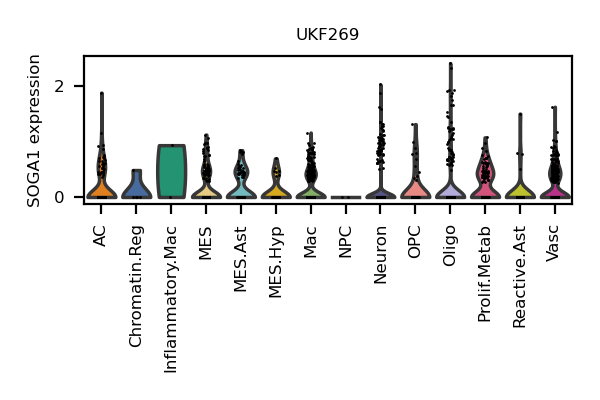 UKF269
SOGA1 expression
2
0
AC
Chromatin.Reg
Inflammatory.Mac
MES
MES.Ast
MES.Hyp
Mac
NPC
Neuron
OPC
Oligo
Prolif.Metab
Reactive.Ast
Vasc